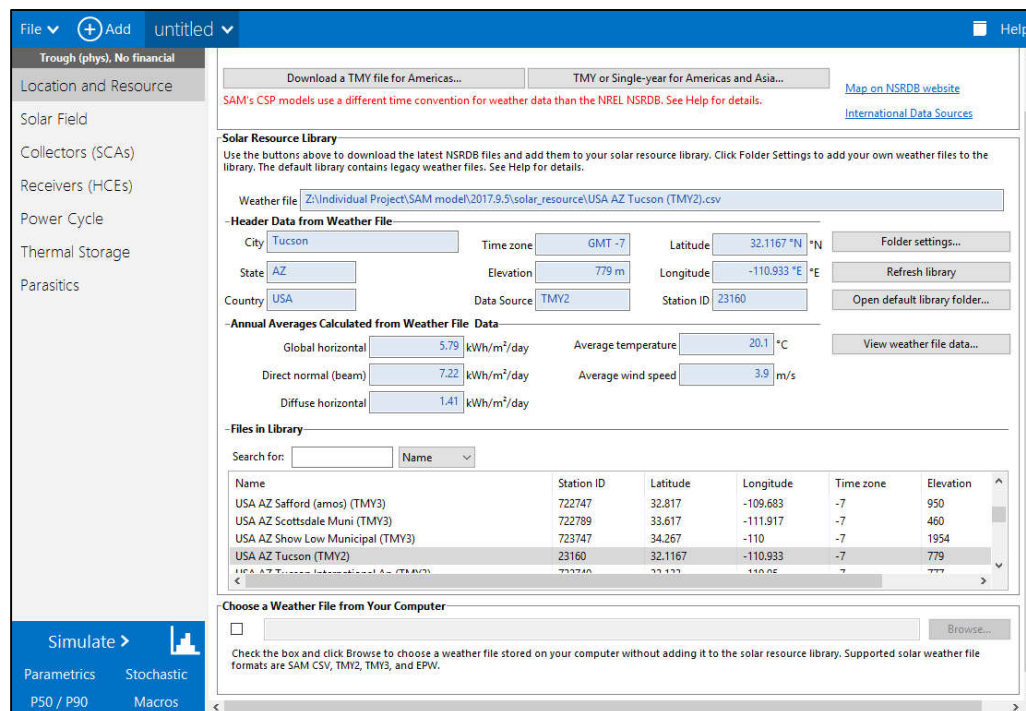 File Add untitled Help
Trough (phys), No financial
Location and Resource
Solar Field
Collectors (SCAs)
Receivers (HCEs)
Power Cycle
Thermal Storage
Parasitics
Simulate >
Parametrics Stochastic
P50 / P90 Macros
Download a TMY file for Americas... TMY or Single-year for Americas and Asia...
SAM's CSP models use a different time convention for weather data than the NREL NSRDB. See Help for details.
Map on NSRDB website
International Data Sources
Solar Resource Library
Use the buttons above to download the latest NSRDB files and add them to your solar resource library. Click Folder Settings to add your own weather files to the
library. The default library contains legacy weather files. See Help for details.
Weather file Z:\Individual Project\SAM model\2017.9.5\solar_resource\USA AZ Tucson (TMY2).csv
Header Data from Weather File
City Tucson Time zone GMT -7 Latitude 32.1167 °N °N Folder settings...
State AZ Elevation 779 m Longitude -110.933 °E °E Refresh library
Country USA Data Source TMY2 Station ID 23160 Open default library folder...
Annual Averages Calculated from Weather File Data
Global horizontal 5.79 kWh/m²/day Average temperature 20.1 °C View weather file data...
Direct normal (beam) 7.22 kWh/m²/day Average wind speed 3.9 m/s
Diffuse horizontal 1.41 kWh/m²/day
Files in Library
Search for: Name
Name Station ID Latitude Longitude Time zone Elevation
USA AZ Safford (amos) (TMY3) 722747 32.817 -109.683 -7 950
USA AZ Scottsdale Muni (TMY3) 722789 33.617 -111.917 -7 460
USA AZ Show Low Municipal (TMY3) 723747 34.267 -110 -7 1954
USA AZ Tucson (TMY2) 23160 32.1167 -110.933 -7 779
USA AZ Tucson International Ap (TMY3) 722740 32.133 -110.95 -7 777
Choose a Weather File from Your Computer
Browse...
Check the box and click Browse to choose a weather file stored on your computer without adding it to the solar resource library. Supported solar weather file
formats are SAM CSV, TMY2, TMY3, and EPW.